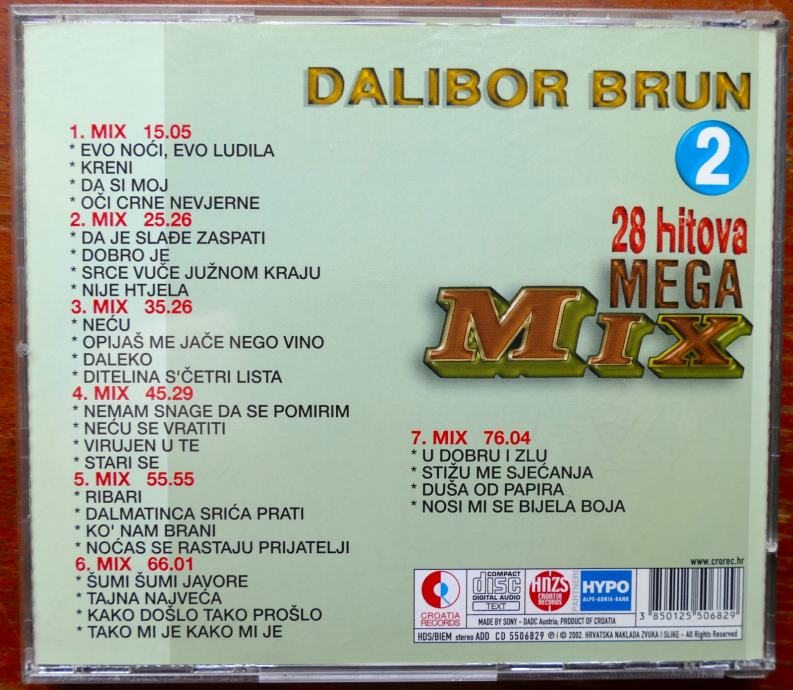 DALIBOR BRUN
2
28 hitova
MEGA
MIX
1. MIX 15.05
* EVO NOĆI, EVO LUDILA
* KRENI
* DA SI MOJ
* OČI CRNE NEVJERNE
2. MIX 25.26
* DA JE SLAĐE ZASPATI
* DOBRO JE
* SRCE VUČE JUŽNOM KRAJU
* NIJE HTJELA
3. MIX 35.26
* NEĆU
* OPIJAŠ ME JAČE NEGO VINO
* DALEKO
* DITELINA S'ČETRI LISTA
4. MIX 45.29
* NEMAM SNAGE DA SE POMIRIM
* NEĆU SE VRATITI
* VIRUJEN U TE
* STARI SE
5. MIX 55.55
* RIBARI
* DALMATINCA SRIĆA PRATI
* KO' NAM BRANI
* NOĆAS SE RASTAJU PRIJATELJI
6. MIX 66.01
* ŠUMI ŠUMI JAVORE
* TAJNA NAJVEĆA
* KAKO DOŠLO TAKO PROŠLO
* TAKO MI JE KAKO MI JE
7. MIX 76.04
* U DOBRU I ZLU
* STIŽU ME SJEĆANJA
* DUŠA OD PAPIRA
* NOSI MI SE BIJELA BOJA
www.crorec.hr
CROATIA
RECORDS
COMPACT
disc
DIGITAL AUDIO
TEXT
HNZS
CROATIA
RECORDS
PARTNERI
HYPO
ALPE-ADRIA-BANK
MADE BY SONY - DADC Austria; PRODUCT OF CROATIA
3 850125 506829
HDS/BIEM stereo ADD CD 5506829 ℗ i © 2002. HRVATSKA NAKLADA ZVUKA I SLIKE - All Rights Reserved